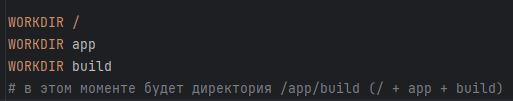 WORKDIR /
WORKDIR app
WORKDIR build
# в этом моменте будет директория /app/build (/ + app + build)